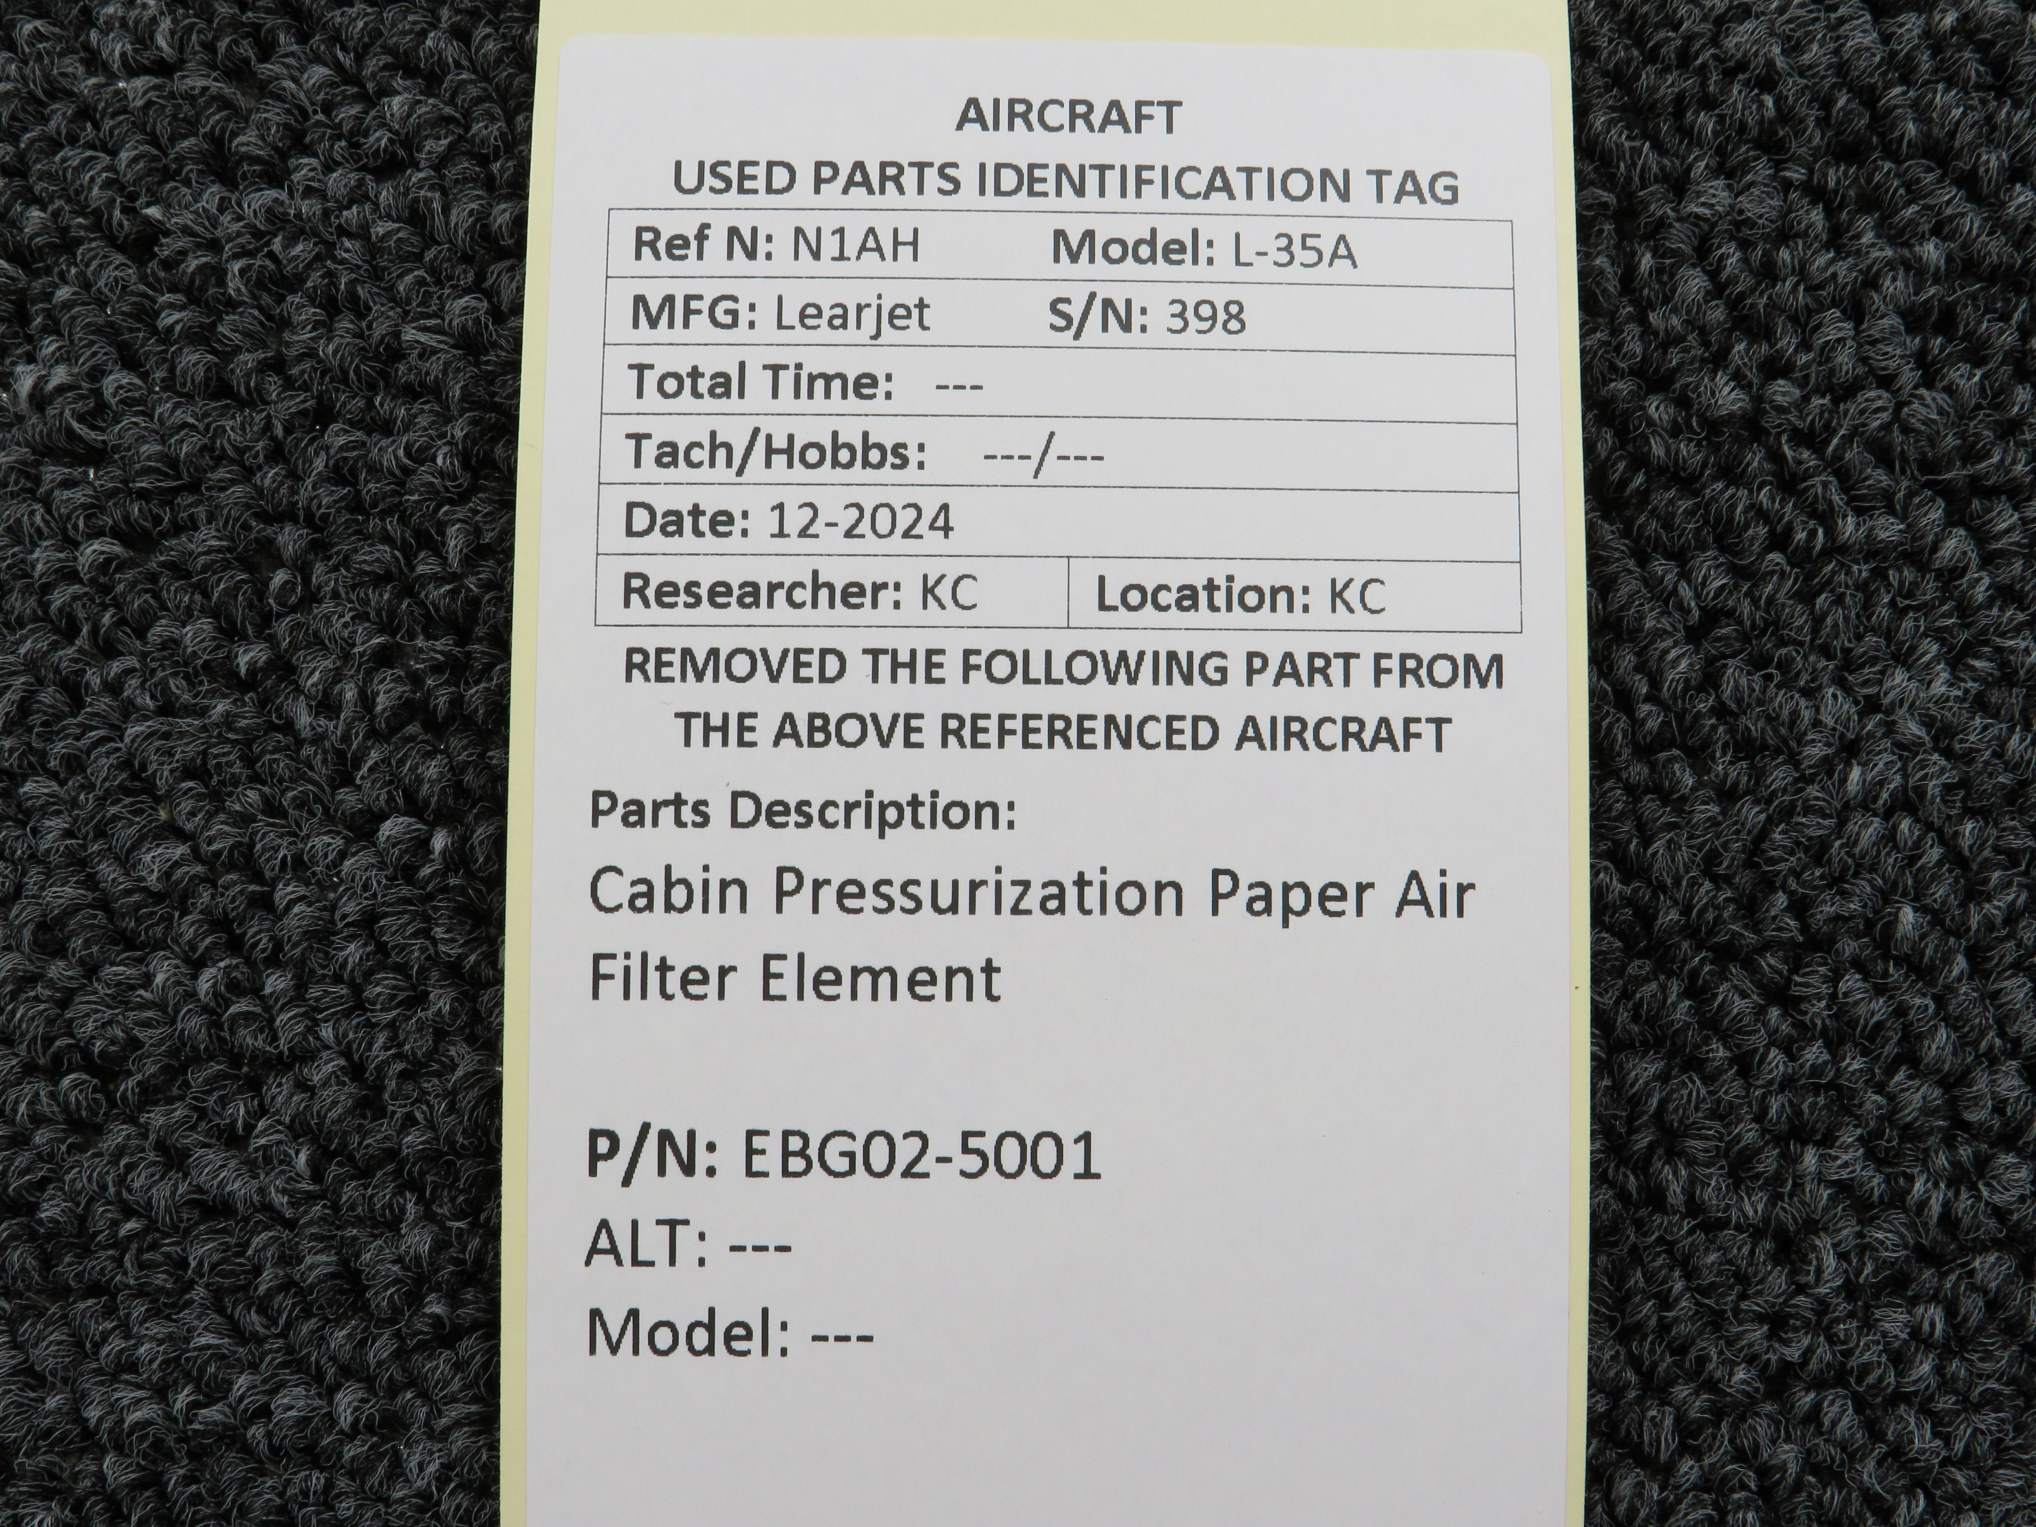 AIRCRAFT
USED PARTS IDENTIFICATION TAG
Ref N: N1AH Model: L-35A
MFG: Learjet S/N: 398
Total Time: ---
Tach/Hobbs: ---/---
Date: 12-2024
Researcher: KC Location: KC
REMOVED THE FOLLOWING PART FROM
THE ABOVE REFERENCED AIRCRAFT
Parts Description:
Cabin Pressurization Paper Air
Filter Element
P/N: EBG02-5001
ALT: ---
Model: ---